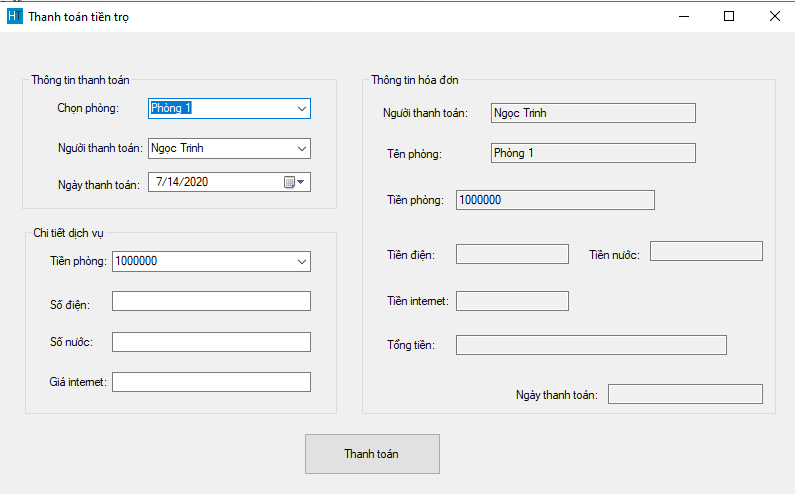 HT Thanh toán tiền trọ
Thông tin thanh toán
Chọn phòng: Phòng 1
Người thanh toán: Ngọc Trinh
Ngày thanh toán: 7/14/2020
Chi tiết dịch vụ
Tiền phòng: 1000000
Số điện:
Số nước:
Giá internet:
Thông tin hóa đơn
Người thanh toán: Ngọc Trinh
Tên phòng: Phòng 1
Tiền phòng: 1000000
Tiền điện: Tiền nước:
Tiền internet:
Tổng tiền:
Ngày thanh toán:
Thanh toán